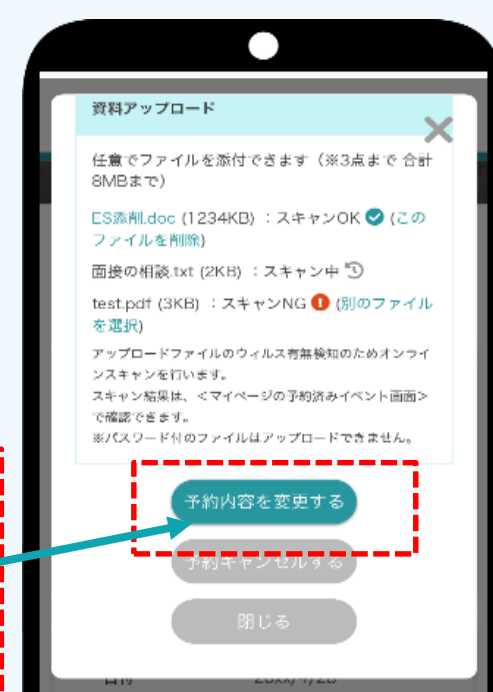 資料アップロード
任意でファイルを添付できます（※3点まで 合計
8MBまで）
ES添削.doc (1234KB) ：スキャンOK (この
ファイルを削除)
面接の相談.txt (2KB) ：スキャン中
test.pdf (3KB) ：スキャンNG (別のファイル
を選択)
アップロードファイルのウィルス有無検知のためオンライ
ンスキャンを行います。
スキャン結果は、＜マイページの予約済みイベント画面＞
で確認できます。
※パスワード付のファイルはアップロードできません。
予約内容を変更する
予約キャンセルする
閉じる